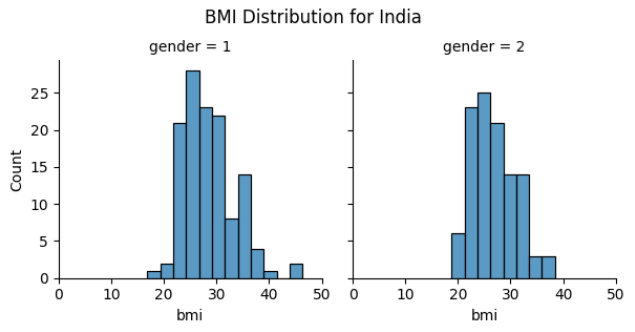 BMI Distribution for India
gender = 1
gender = 2
Count
25
20
15
10
5
0
0 10 20 30 40 50
0 10 20 30 40 50
bmi
bmi